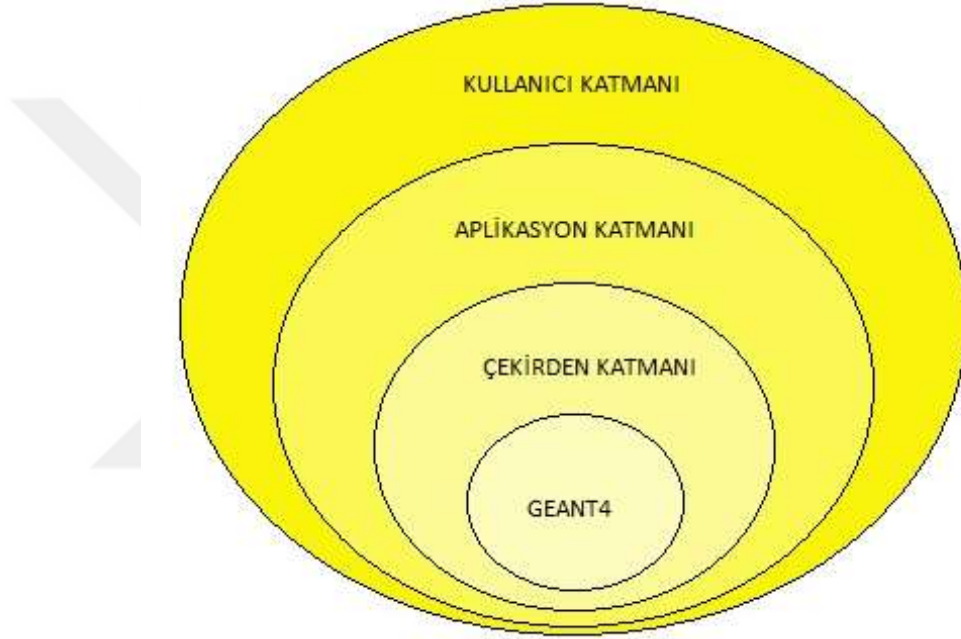 KULLANICI KATMANI
APLİKASYON KATMANI
ÇEKİRDEN KATMANI
GEANT4